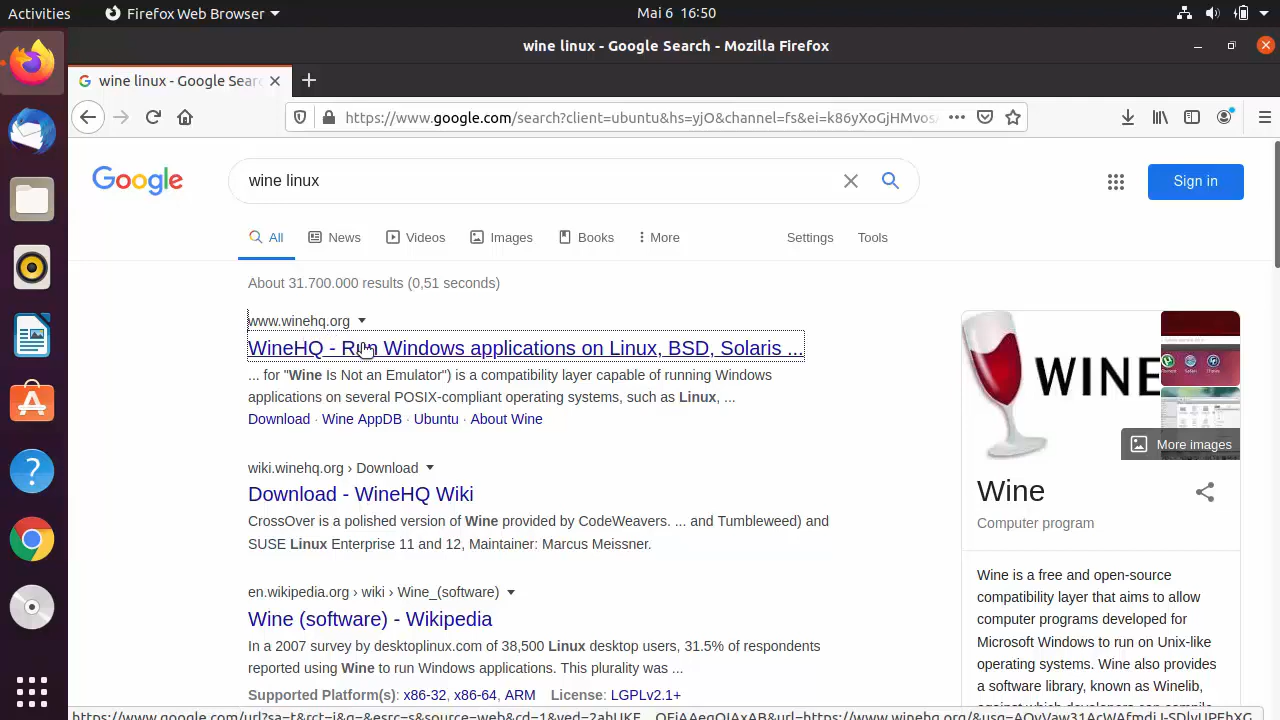 Activities
Firefox Web Browser
Mai 6 16:50
wine linux - Google Search - Mozilla Firefox
wine linux - Google Sear
https://www.google.com/search?client=ubuntu&hs=yjO&channel=fs&ei=k86yXoGjHMvos
Google
wine linux
Sign in
All
News
Videos
Images
Books
More
Settings
Tools
About 31.700.000 results (0,51 seconds)
www.winehq.org
WineHQ - Run Windows applications on Linux, BSD, Solaris ...
... for "Wine Is Not an Emulator") is a compatibility layer capable of running Windows
applications on several POSIX-compliant operating systems, such as Linux, ...
Download · Wine AppDB · Ubuntu · About Wine
wiki.winehq.org › Download
Download - WineHQ Wiki
CrossOver is a polished version of Wine provided by CodeWeavers. ... and Tumbleweed) and
SUSE Linux Enterprise 11 and 12, Maintainer: Marcus Meissner.
en.wikipedia.org › wiki › Wine_(software)
Wine (software) - Wikipedia
In a 2007 survey by desktoplinux.com of 38,500 Linux desktop users, 31.5% of respondents
reported using Wine to run Windows applications. This plurality was ...
Supported Platform(s): x86-32, x86-64, ARM License: LGPLv2.1+
WINE
More images
Wine
Computer program
Wine is a free and open-source
compatibility layer that aims to allow
computer programs developed for
Microsoft Windows to run on Unix-like
operating systems. Wine also provides
a software library, known as Winelib,